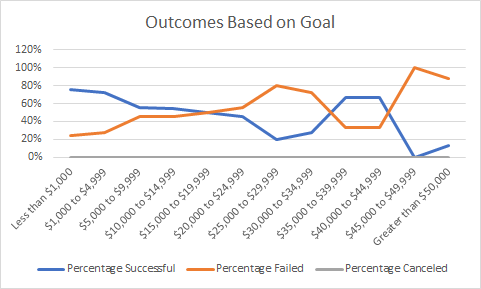 Outcomes Based on Goal
120%
100%
80%
60%
40%
20%
0%
Less than $1,000
$1,000 to $4,999
$5,000 to $9,999
$10,000 to $14,999
$15,000 to $19,999
$20,000 to $24,999
$25,000 to $29,999
$30,000 to $34,999
$35,000 to $39,999
$40,000 to $44,999
$45,000 to $49,999
Greater than $50,000
Percentage Successful Percentage Failed Percentage Canceled